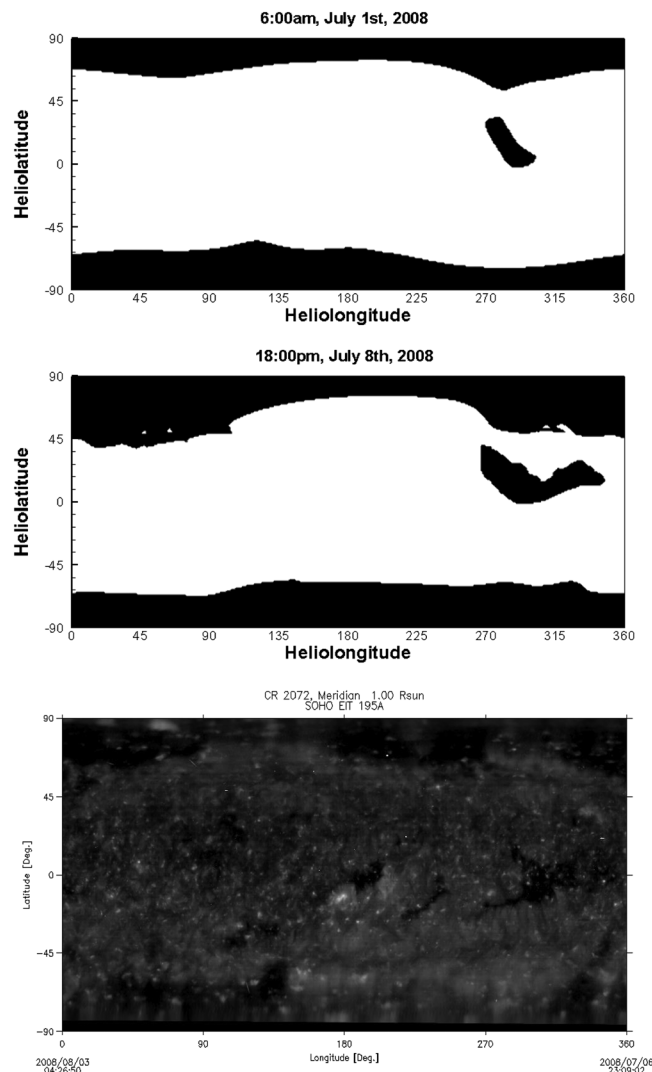 6:00am, July 1st, 2008
90
45
0
-45
-90
Heliolatitude
0 45 90 135 180 225 270 315 360
Heliolongitude
18:00pm, July 8th, 2008
90
45
0
-45
-90
Heliolatitude
0 45 90 135 180 225 270 315 360
Heliolongitude
CR 2072, Meridian 1.00 Rsun
SOHO EIT 195A
90
45
0
-45
-90
Latitude [Deg.]
0 90 180 270 360
Longitude [Deg.]
2008/08/03 2008/07/06
04:26:50 23:09:02